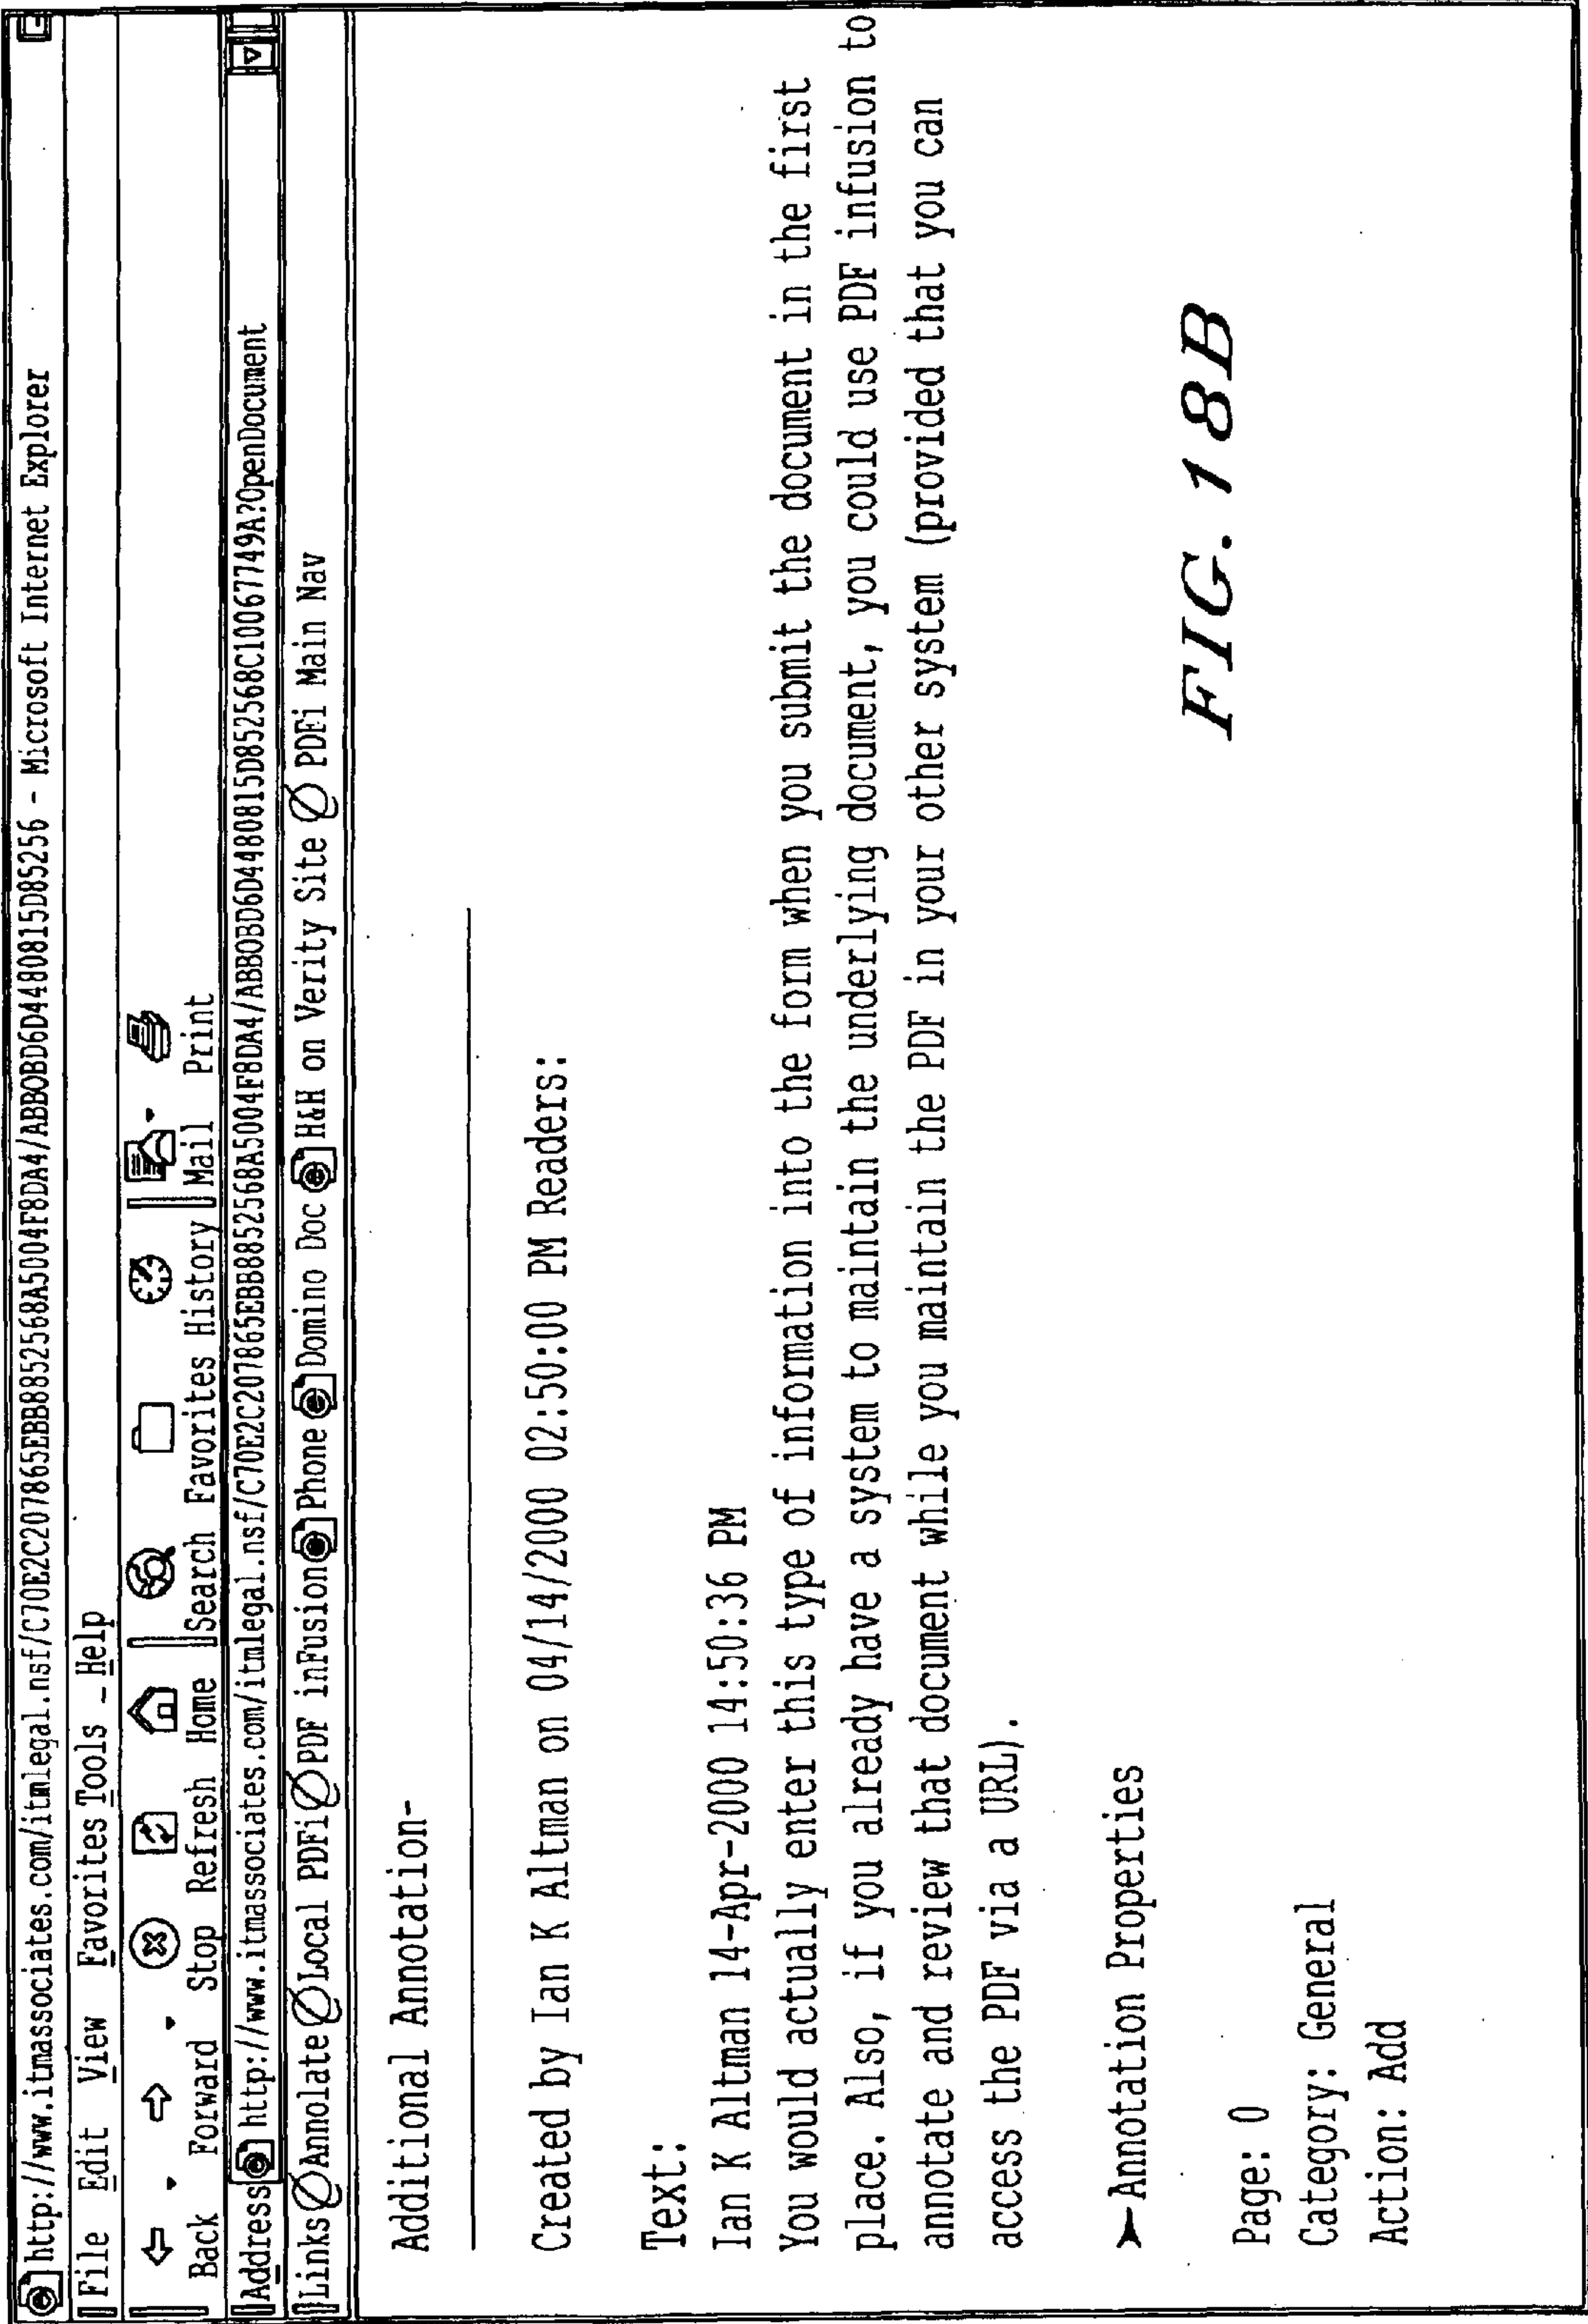 http://www.itmassociates.com/itmlegal.nsf/C70E2C207865EBB8852568A5004F8DA4/ABB0BD6D4480815D85256 - Microsoft Internet Explorer
File Edit View Favorites Tools Help
Back Forward Stop Refresh Home Search Favorites History Mail Print
Address http://www.itmassociates.com/itmlegal.nsf/C70E2C207865EBB8852568A5004F8DA4/ABB0BD6D4480815D852568C10067749A?OpenDocument
Links Annolate Local PDFi PDF inFusion Phone Domino Doc H&H on Verity Site PDFi Main Nav
Additional Annotation-
Created by Ian K Altman on 04/14/2000 02:50:00 PM Readers:
Text:
Ian K Altman 14-Apr-2000 14:50:36 PM
You would actually enter this type of information into the form when you submit the document in the first
place. Also, if you already have a system to maintain the underlying document, you could use PDF infusion to
annotate and review that document while you maintain the PDF in your other system (provided that you can
access the PDF via a URL).
Annotation Properties
Page: 0
Category: General
Action: Add
FIG. 18B